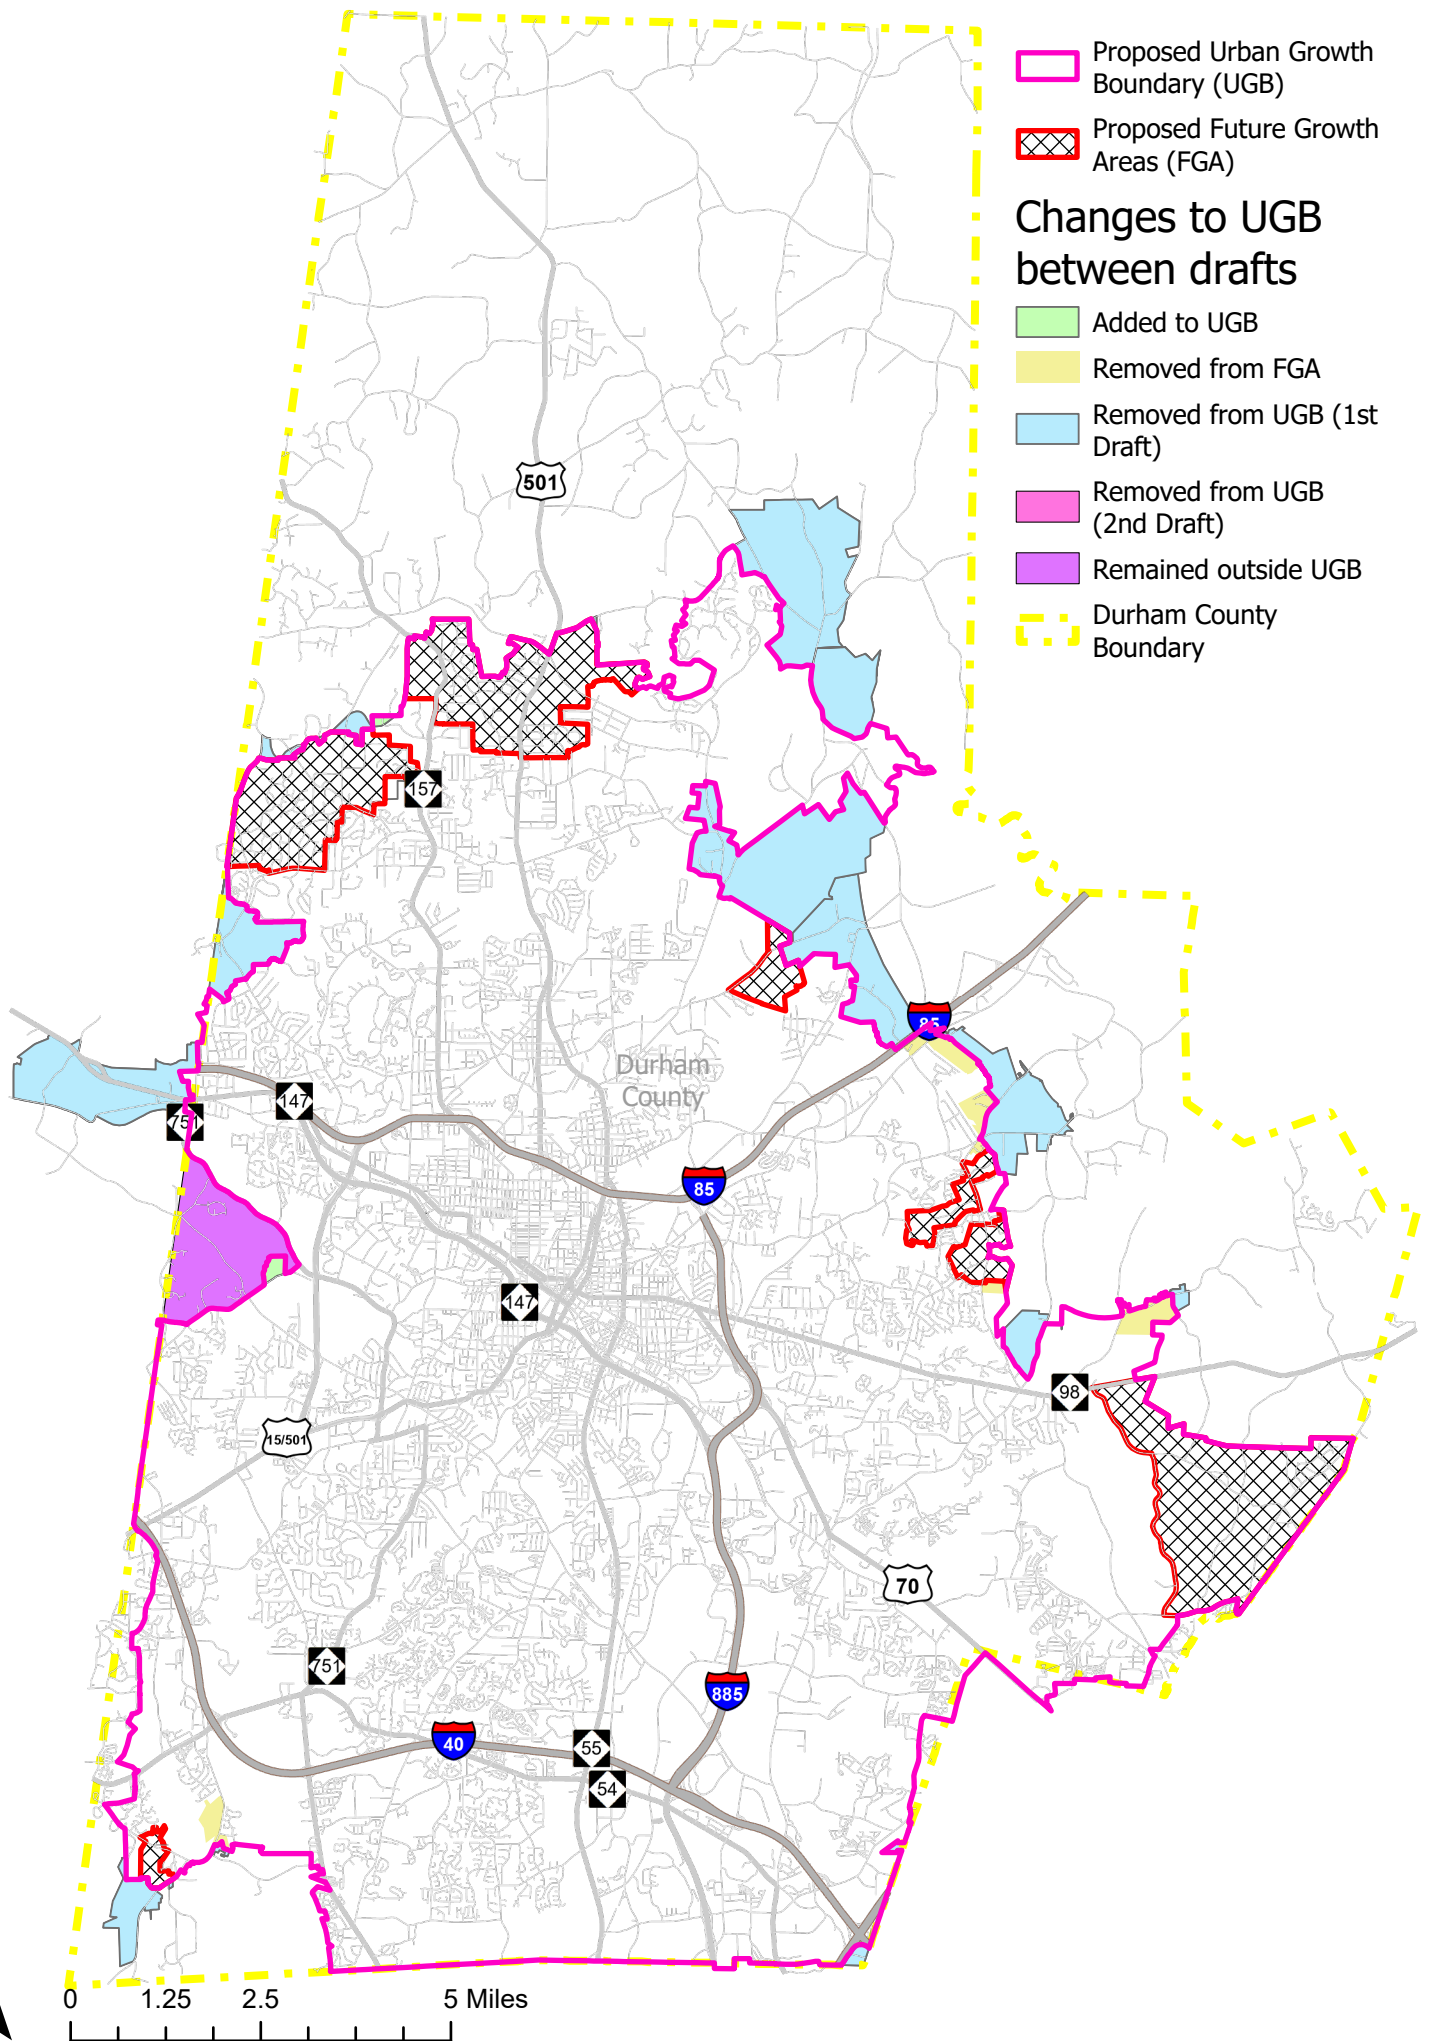 Proposed Urban Growth
Boundary (UGB)
Proposed Future Growth
Areas (FGA)
Changes to UGB
between drafts
Added to UGB
Removed from FGA
Removed from UGB (1st
Draft)
Removed from UGB
(2nd Draft)
Remained outside UGB
Durham County
Boundary
501
157
85
Durham
County
147
751
85
147
98
15/501
70
751
885
40
55
54
0 1.25 2.5 5 Miles